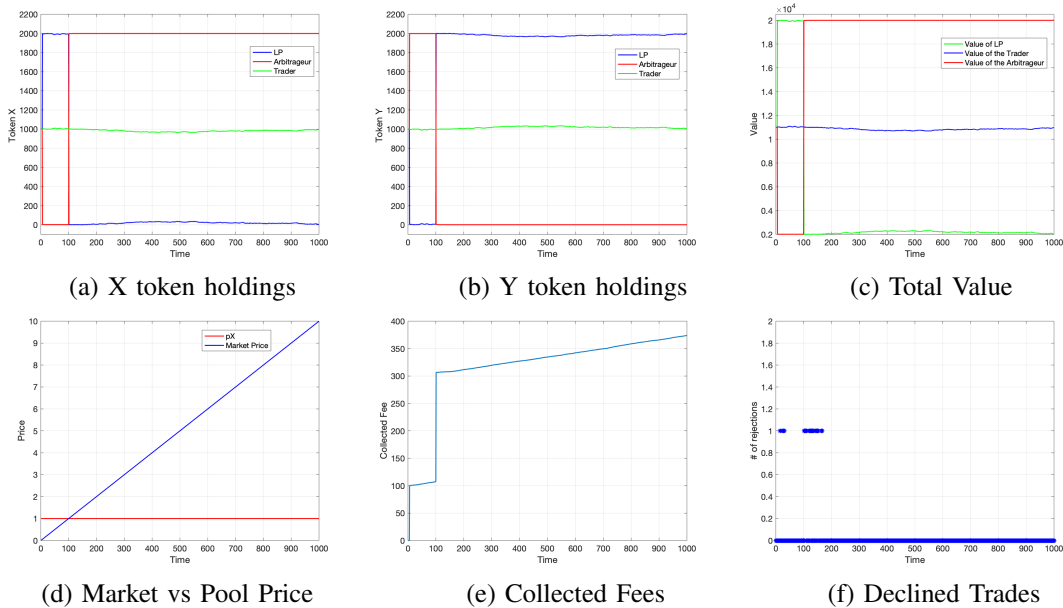 2200
2000
1800
1600
1400
1200
1000
800
600
400
200
0
Token X
LP
Arbitrageur
Trader
0 100 200 300 400 500 600 700 800 900 1000
Time
(a) X token holdings
2200
2000
1800
1600
1400
1200
1000
800
600
400
200
0
Token Y
LP
Arbitrageur
Trader
0 100 200 300 400 500 600 700 800 900 1000
Time
(b) Y token holdings
×10⁴
2
1.8
1.6
1.4
1.2
1
0.8
0.6
0.4
0.2
Value
Value of LP
Value of the Trader
Value of the Arbitrageur
0 100 200 300 400 500 600 700 800 900 1000
Time
(c) Total Value
10
9
8
7
6
5
4
3
2
1
0
Price
pX
Market Price
0 100 200 300 400 500 600 700 800 900 1000
Time
(d) Market vs Pool Price
400
350
300
250
200
150
100
50
0
Collected Fee
0 100 200 300 400 500 600 700 800 900 1000
Time
(e) Collected Fees
2
1.8
1.6
1.4
1.2
1
0.8
0.6
0.4
0.2
0
# of rejections
0 100 200 300 400 500 600 700 800 900 1000
Time
(f) Declined Trades